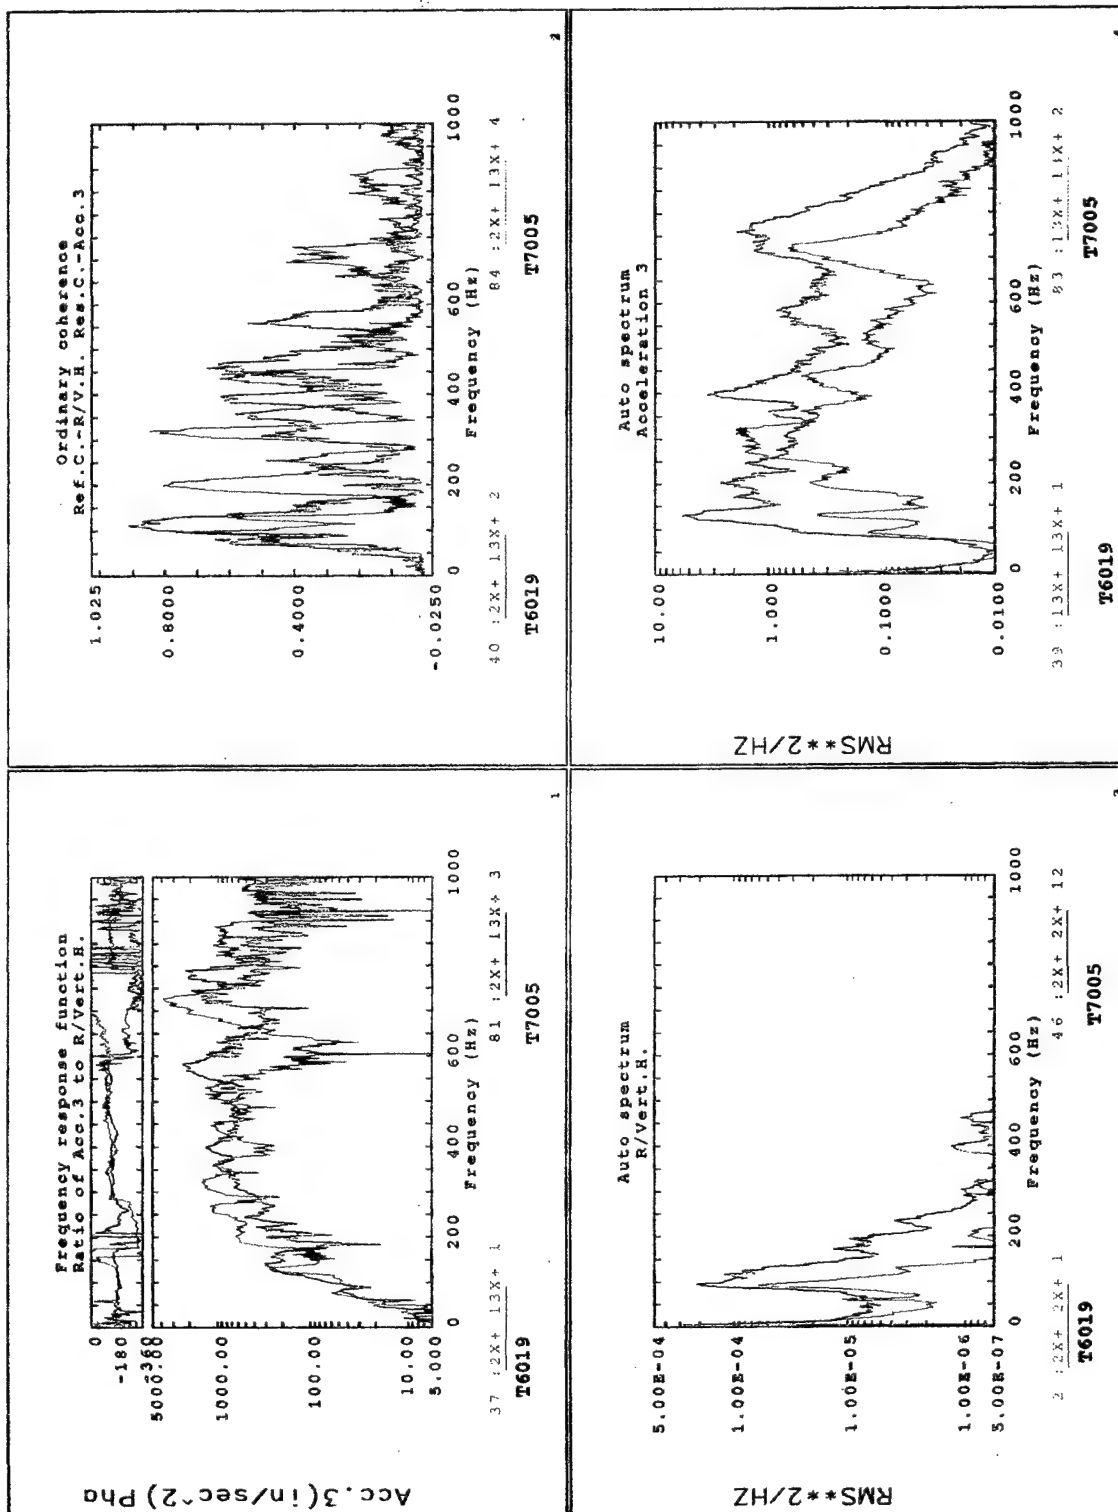 Frequency response function
Ratio of Acc.3 to R/Vert.H.
Acc.3(in/sec^2) Pha
0
-180
-360
5000.00
1000.00
100.00
10.00
5.000
0 200 400 600 1000
Frequency (Hz)
37 :2X+ 13X+ 1
81 :2X+ 13X+ 3
T6019
T7005
1
Ordinary coherence
Ref.C.-R/V.H. Res.C.-Acc.3
1.025
0.8000
0.4000
-0.0250
0 200 400 600 1000
Frequency (Hz)
40 :2X+ 13X+ 2
84 :2X+ 13X+ 4
T6019
T7005
2
Auto spectrum
R/Vert.H.
RMS**2/HZ
5.00E-04
1.00E-04
1.00E-05
1.00E-06
5.00E-07
0 200 400 600 1000
Frequency (Hz)
2 :2X+ 2X+ 1
46 :2X+ 2X+ 12
T6019
T7005
3
Auto spectrum
Acceleration 3
RMS**2/HZ
10.00
1.000
0.1000
0.0100
0 200 400 600 1000
Frequency (Hz)
39 :13X+ 13X+ 1
83 :13X+ 13X+ 2
T6019
T7005
4